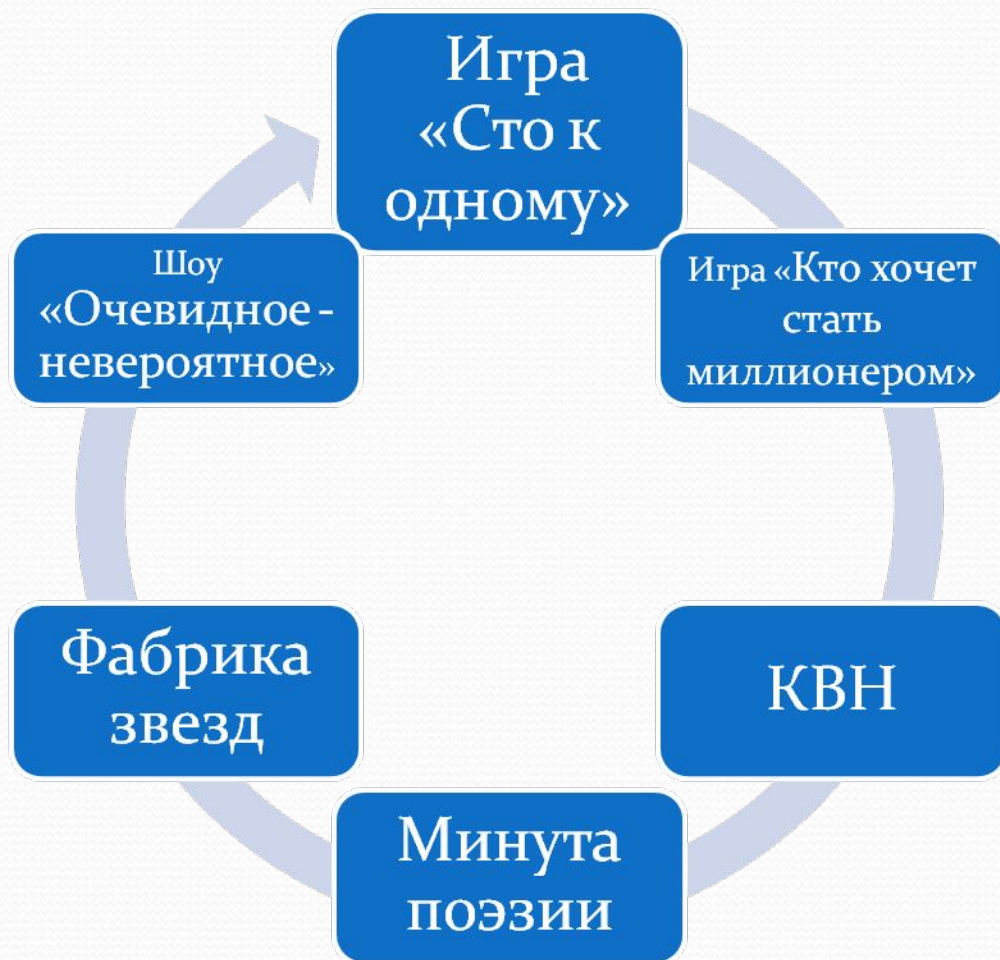 Игра
«Сто к
одному»
Игра «Кто хочет
стать
миллионером»
КВН
Минута
поэзии
Фабрика
звезд
Шоу
«Очевидное-
невероятное»